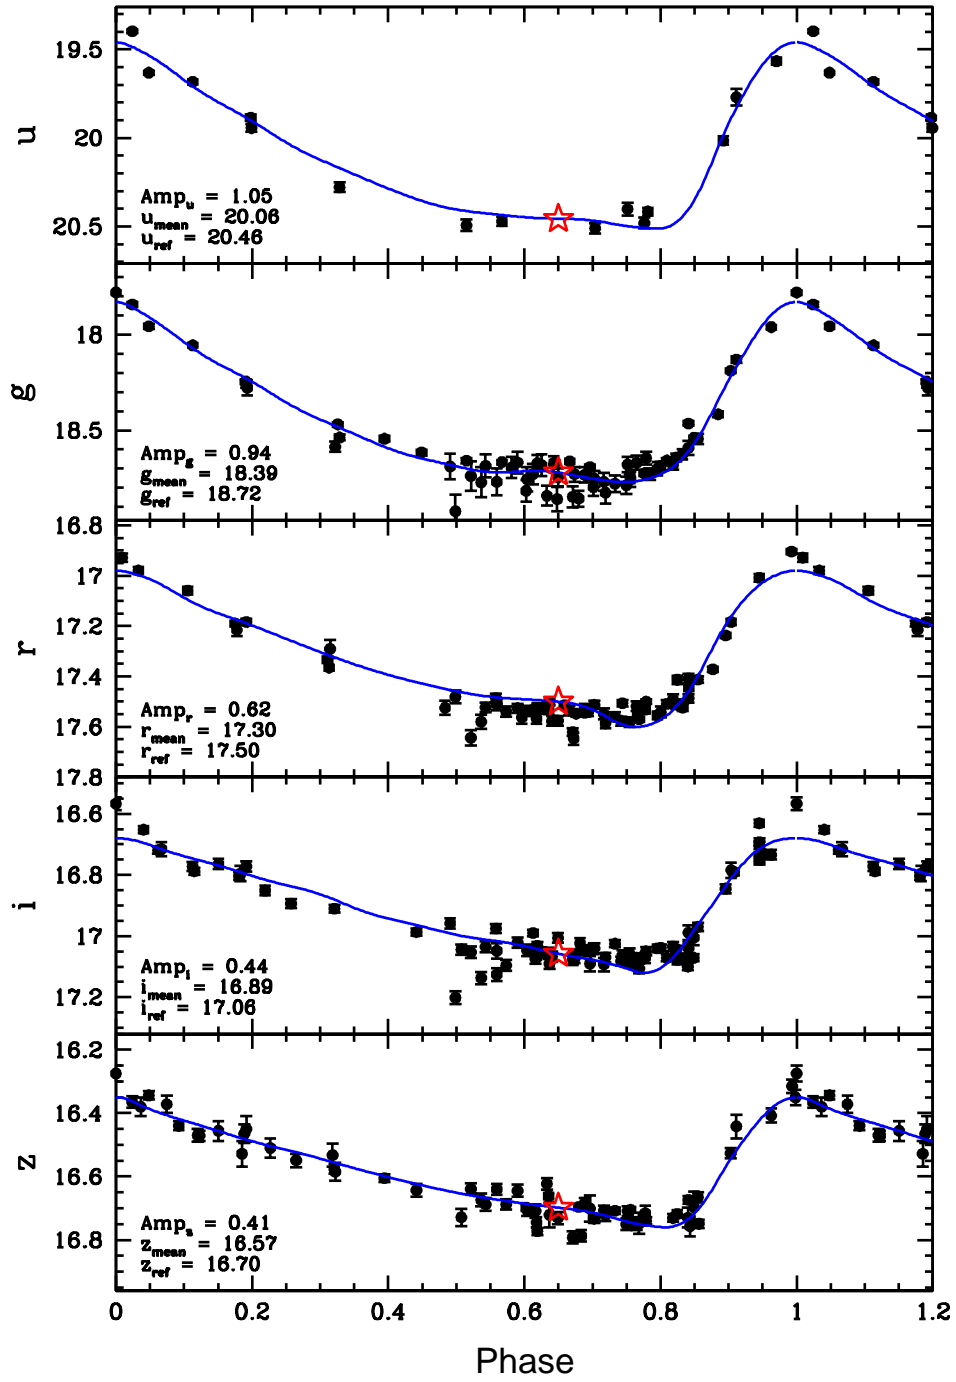 19.5
20
20.5
u
Amp_u = 1.05
u_mean = 20.06
u_ref = 20.46
18
18.5
g
Amp_g = 0.94
g_mean = 18.39
g_ref = 18.72
16.8
17
17.2
17.4
17.6
17.8
r
Amp_r = 0.62
r_mean = 17.30
r_ref = 17.50
16.6
16.8
17
17.2
i
Amp_i = 0.44
i_mean = 16.89
i_ref = 17.06
16.2
16.4
16.6
16.8
z
Amp_z = 0.41
z_mean = 16.57
z_ref = 16.70
0 0.2 0.4 0.6 0.8 1 1.2
Phase